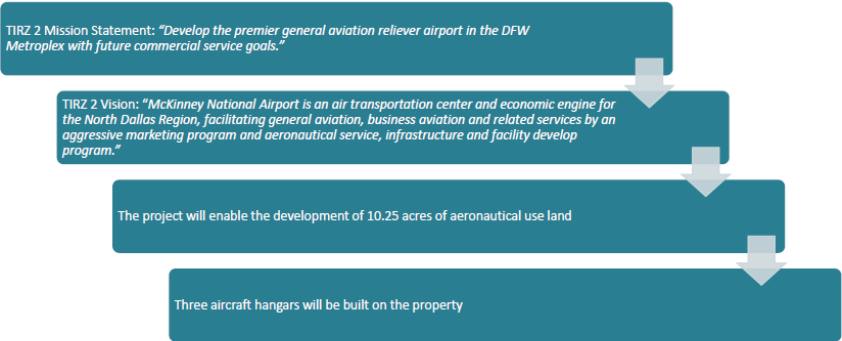 TIRZ 2 Mission Statement: “Develop the premier general aviation reliever airport in the DFW
Metroplex with future commercial service goals.”
TIRZ 2 Vision: “McKinney National Airport is an air transportation center and economic engine for
the North Dallas Region, facilitating general aviation, business aviation and related services by an
aggressive marketing program and aeronautical service, infrastructure and facility develop
program.”
The project will enable the development of 10.25 acres of aeronautical use land
Three aircraft hangars will be built on the property